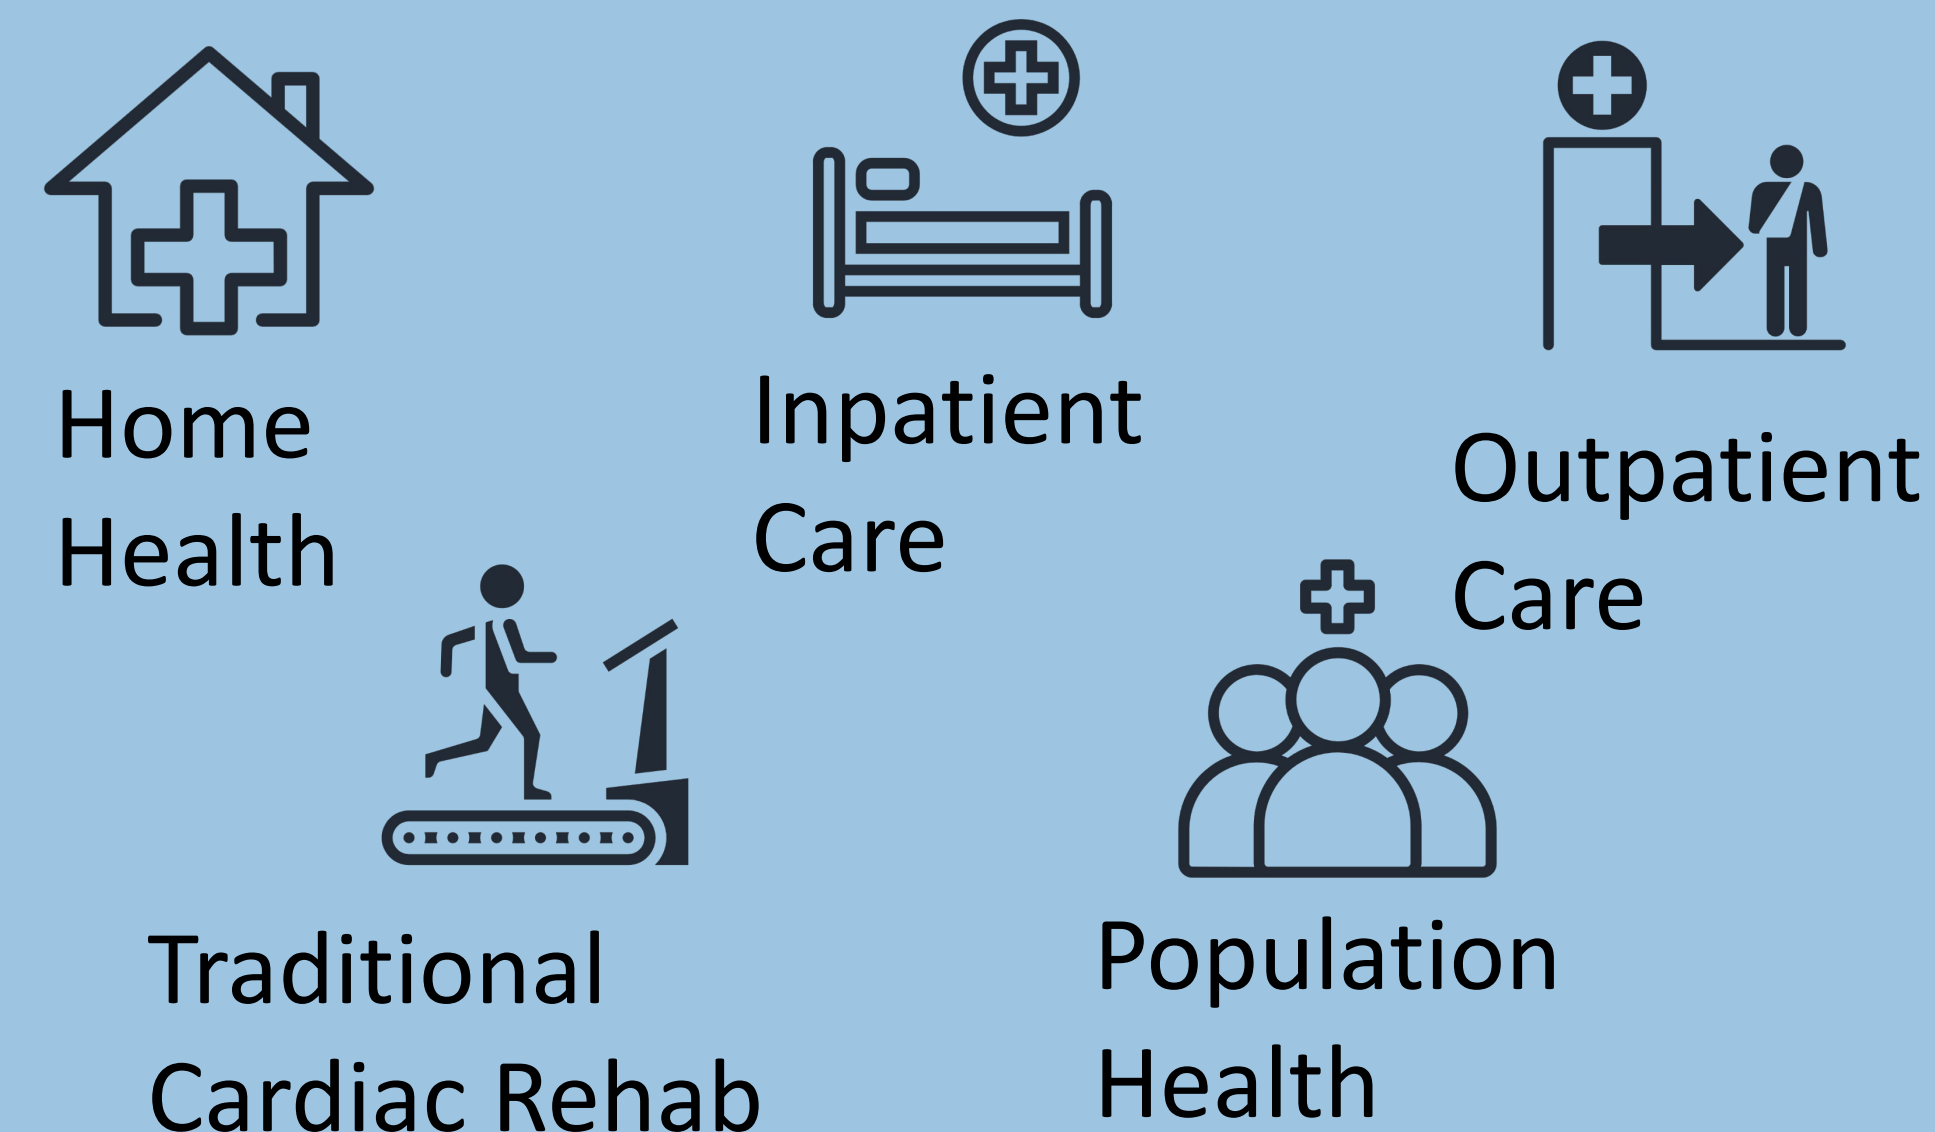 Home
Health
Inpatient
Care
Outpatient
Care
Traditional
Cardiac Rehab
Population
Health